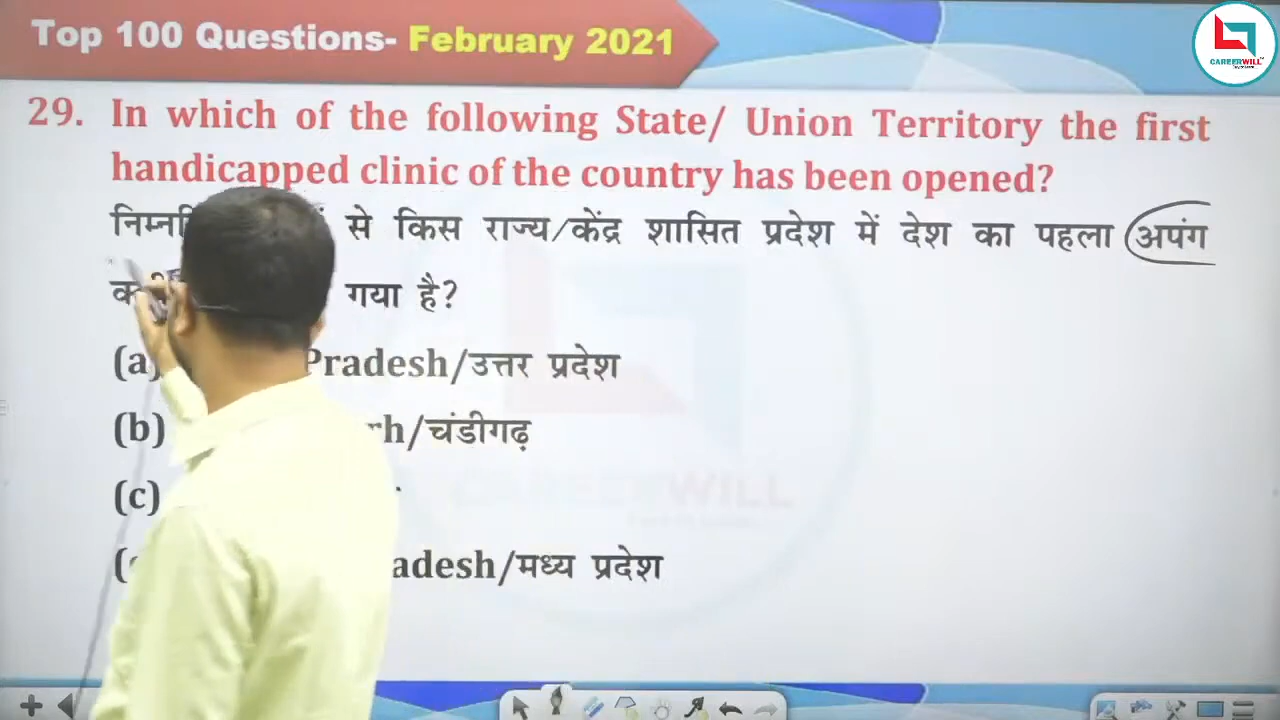 Top 100 Questions- February 2021
CAREERWILL
29. In which of the following State/ Union Territory the first
handicapped clinic of the country has been opened?
से किस राज्य/केंद्र शासित प्रदेश में देश का पहला अपंग
गया है?
(a) Pradesh/उत्तर प्रदेश
(b) /चंडीगढ़
(c)
/मध्य प्रदेश
CAREERWILL